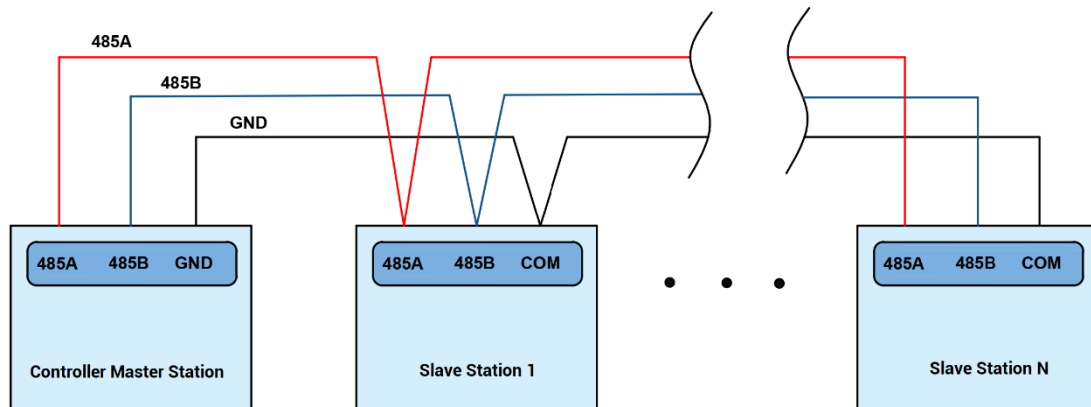 485A
485B
GND
485A 485B GND
485A 485B COM
485A 485B COM
Controller Master Station
Slave Station 1
Slave Station N